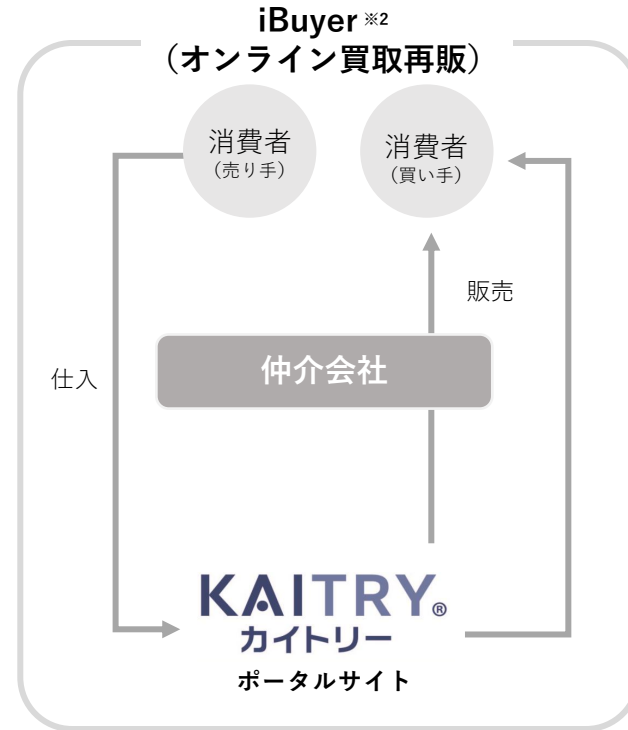 iBuyer ※2
（オンライン買取再販）
消費者
（売り手）
消費者
（買い手）
販売
仲介会社
仕入
KAITRY®
カイトリー
ポータルサイト